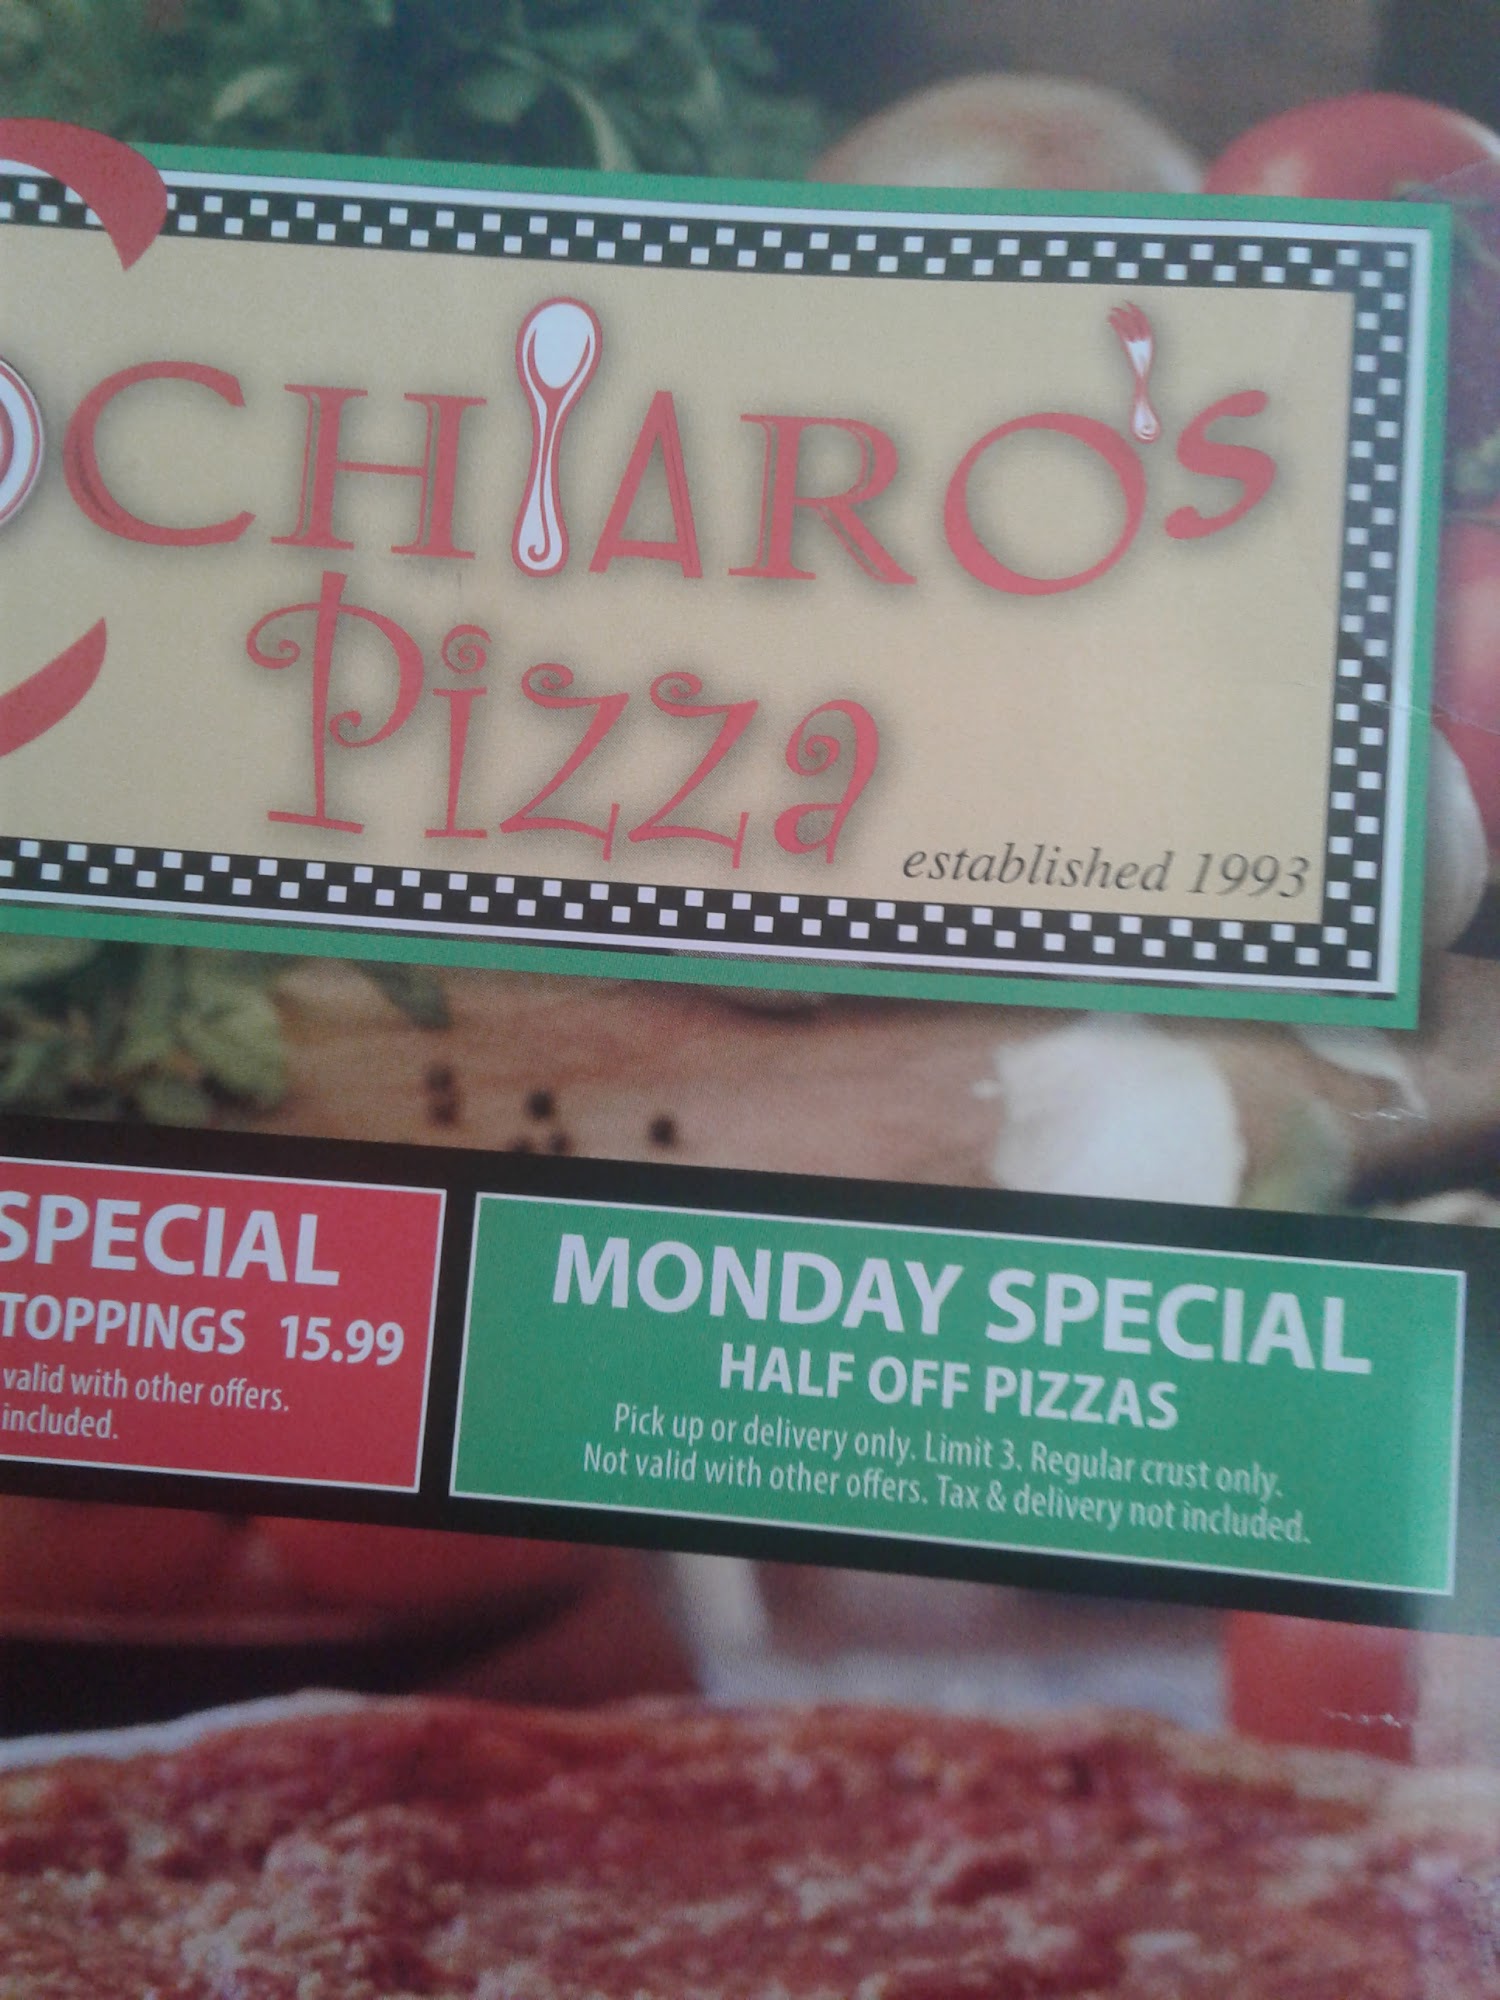 OCHIARO'S
Pizza
established 1993
SPECIAL
TOPPINGS 15.99
valid with other offers.
included.
MONDAY SPECIAL
HALF OFF PIZZAS
Pick up or delivery only. Limit 3. Regular crust only.
Not valid with other offers. Tax & delivery not included.